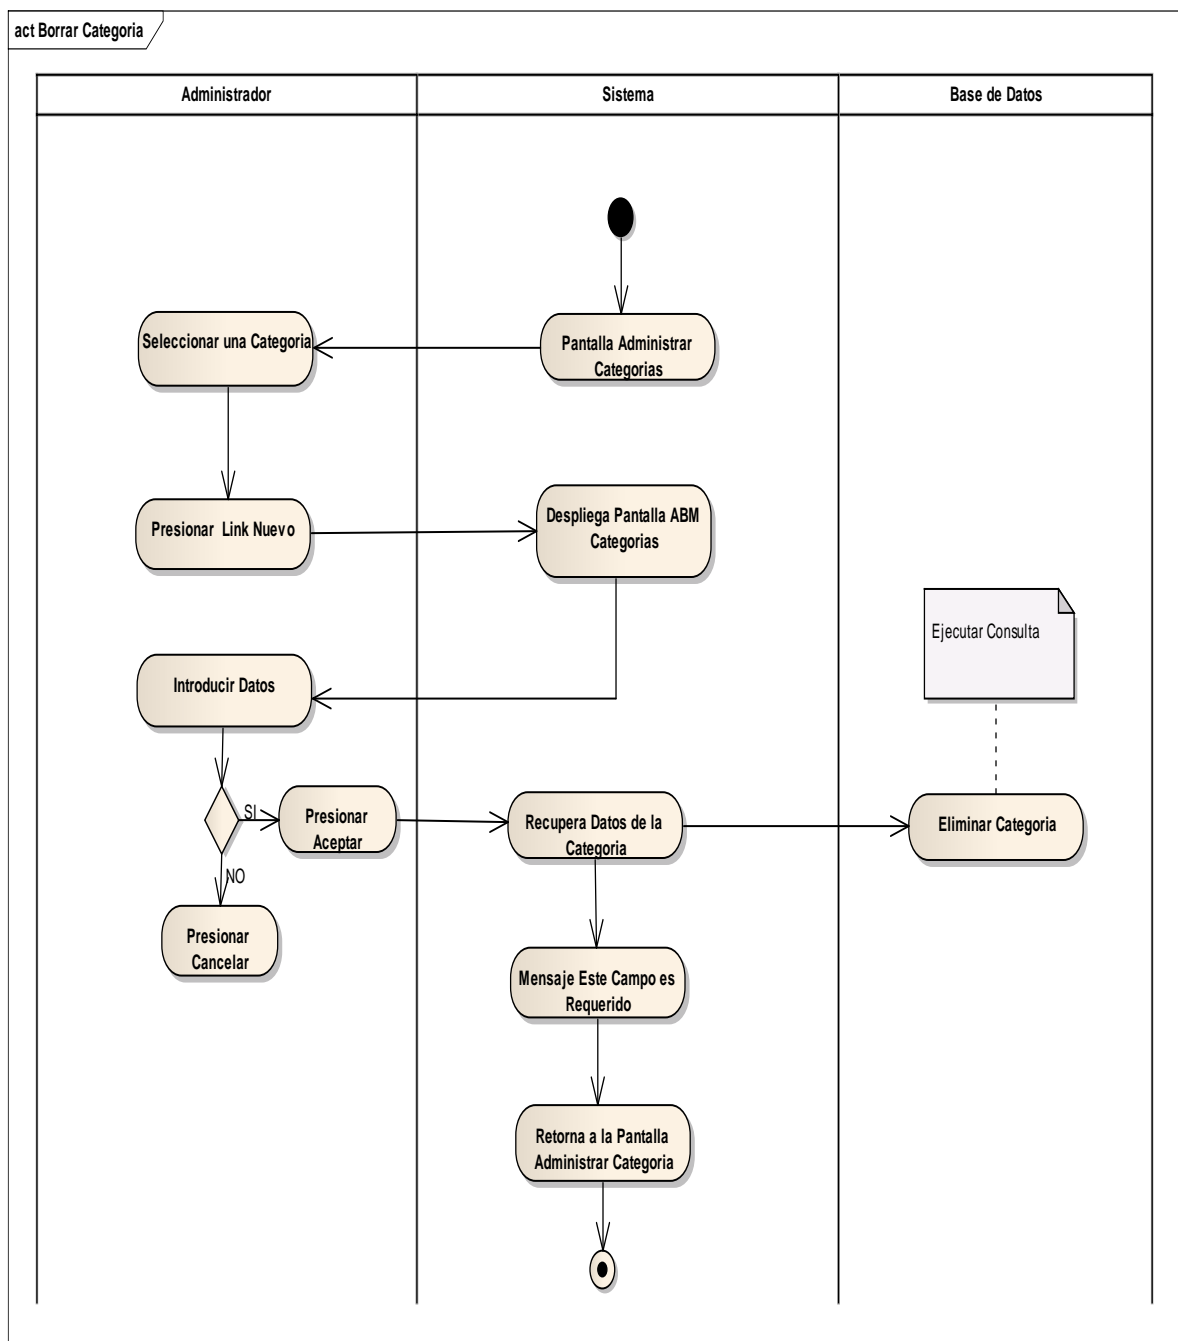 act Borrar Categoria
Administrador
Sistema
Base de Datos
Seleccionar una Categoria
Pantalla Administrar
Categorias
Presionar Link Nuevo
Despliega Pantalla ABM
Categorias
Ejecutar Consulta
Introducir Datos
SI
Presionar
Aceptar
Recupera Datos de la
Categoria
Eliminar Categoria
NO
Presionar
Cancelar
Mensaje Este Campo es
Requerido
Retorna a la Pantalla
Administrar Categoria